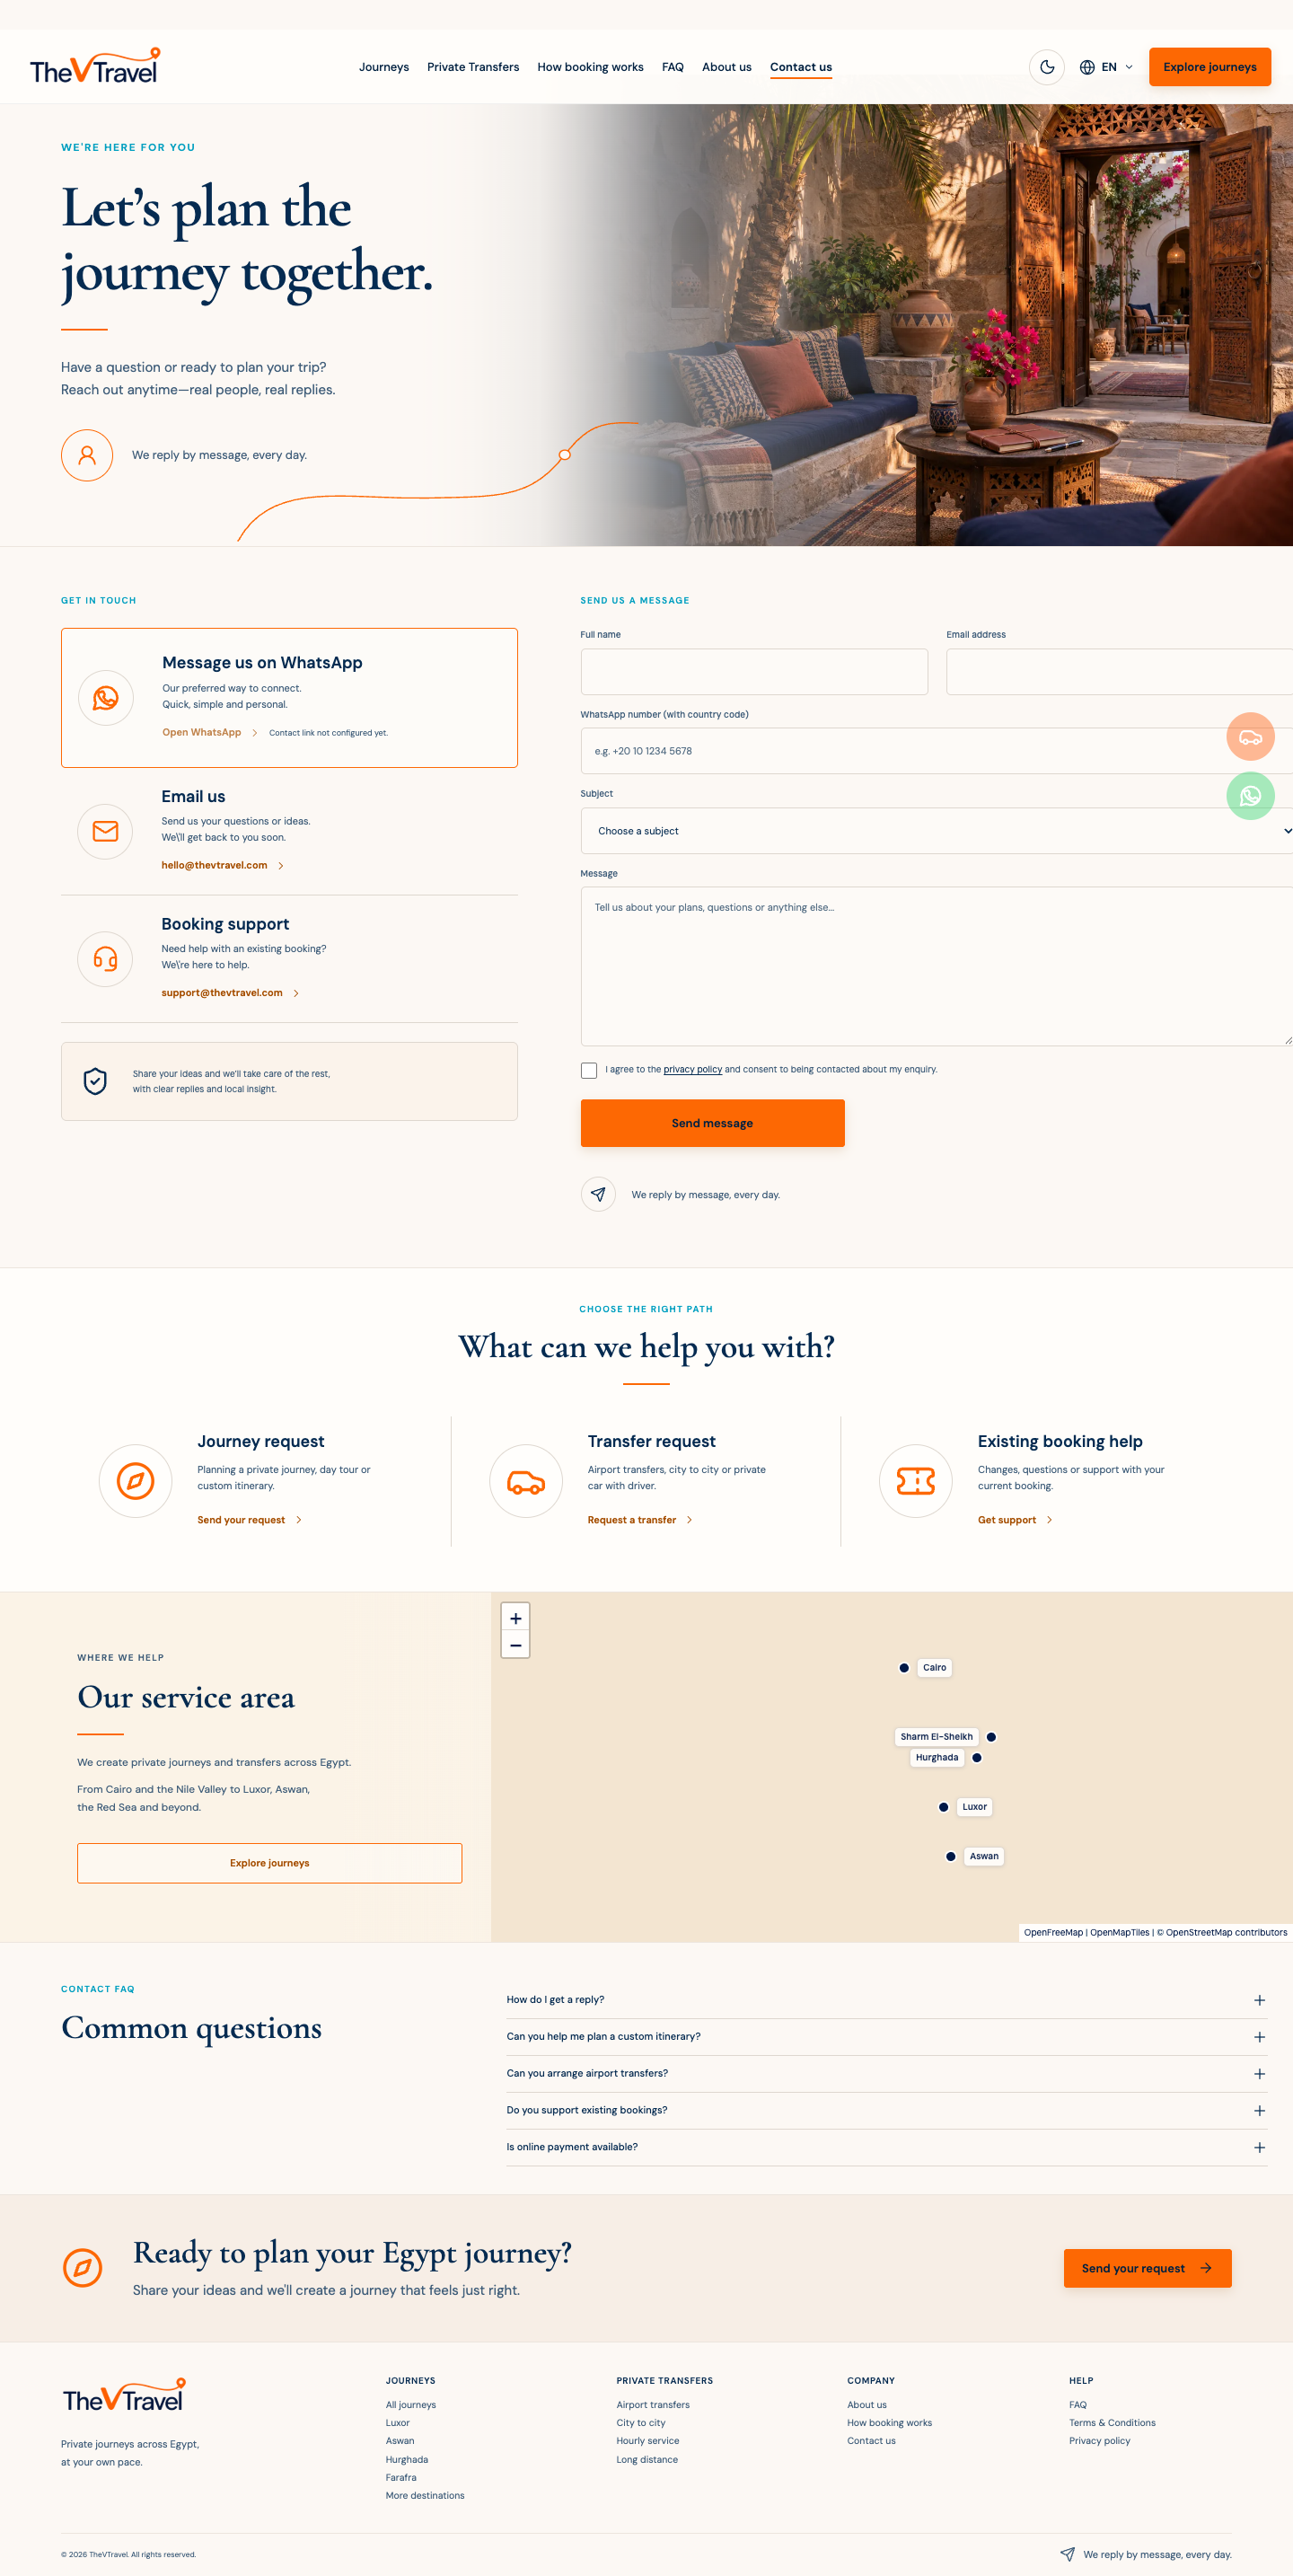 TheVTravel
Journeys
Private Transfers
How booking works
FAQ
About us
Contact us
EN
Explore journeys
WE'RE HERE FOR YOU
Let’s plan the
journey together.
Have a question or ready to plan your trip?
Reach out anytime—real people, real replies.
We reply by message, every day.
GET IN TOUCH
Message us on WhatsApp
Our preferred way to connect.
Quick, simple and personal.
Open WhatsApp
Contact link not configured yet.
Email us
Send us your questions or ideas.
We\'ll get back to you soon.
hello@thevtravel.com
Booking support
Need help with an existing booking?
We\'re here to help.
support@thevtravel.com
Share your ideas and we'll take care of the rest,
with clear replies and local insight.
SEND US A MESSAGE
Full name
Email address
WhatsApp number (with country code)
e.g. +20 10 1234 5678
Subject
Choose a subject
Message
Tell us about your plans, questions or anything else…
I agree to the privacy policy and consent to being contacted about my enquiry.
Send message
We reply by message, every day.
CHOOSE THE RIGHT PATH
What can we help you with?
Journey request
Planning a private journey, day tour or
custom itinerary.
Send your request
Transfer request
Airport transfers, city to city or private
car with driver.
Request a transfer
Existing booking help
Changes, questions or support with your
current booking.
Get support
WHERE WE HELP
Our service area
We create private journeys and transfers across Egypt.
From Cairo and the Nile Valley to Luxor, Aswan,
the Red Sea and beyond.
Explore journeys
+
−
Cairo
Sharm El-Sheikh
Hurghada
Luxor
Aswan
OpenFreeMap | OpenMapTiles | © OpenStreetMap contributors
CONTACT FAQ
Common questions
How do I get a reply?
Can you help me plan a custom itinerary?
Can you arrange airport transfers?
Do you support existing bookings?
Is online payment available?
Ready to plan your Egypt journey?
Share your ideas and we'll create a journey that feels just right.
Send your request
TheVTravel
Private journeys across Egypt,
at your own pace.
JOURNEYS
All journeys
Luxor
Aswan
Hurghada
Farafra
More destinations
PRIVATE TRANSFERS
Airport transfers
City to city
Hourly service
Long distance
COMPANY
About us
How booking works
Contact us
HELP
FAQ
Terms & Conditions
Privacy policy
© 2026 TheVTravel. All rights reserved.
We reply by message, every day.